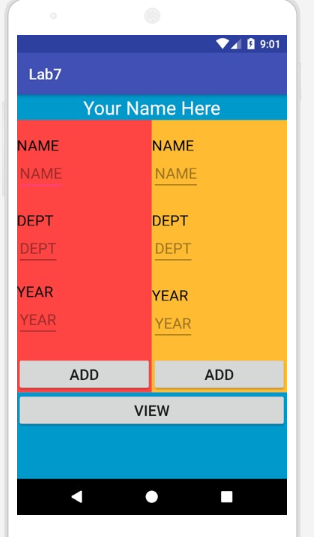 9:01
Lab7
Your Name Here
NAME NAME
NAME NAME
DEPT DEPT
DEPT DEPT
YEAR YEAR
YEAR YEAR
ADD ADD
VIEW